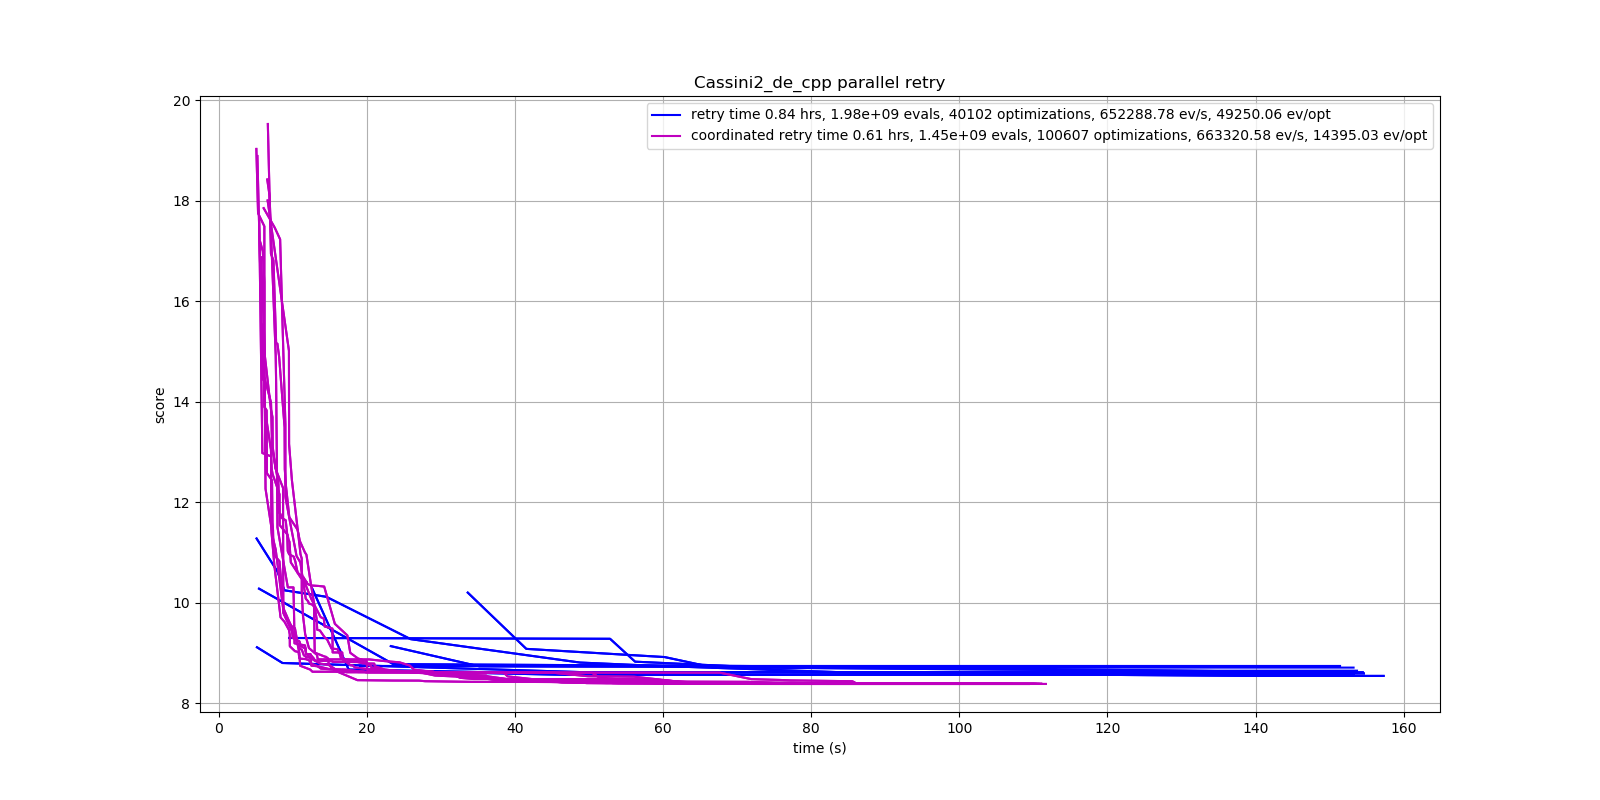 Cassini2_de_cpp parallel retry
retry time 0.84 hrs, 1.98e+09 evals, 40102 optimizations, 652288.78 ev/s, 49250.06 ev/opt
coordinated retry time 0.61 hrs, 1.45e+09 evals, 100607 optimizations, 663320.58 ev/s, 14395.03 ev/opt
20
18
16
14
12
10
8
score
0 20 40 60 80 100 120 140 160
time (s)